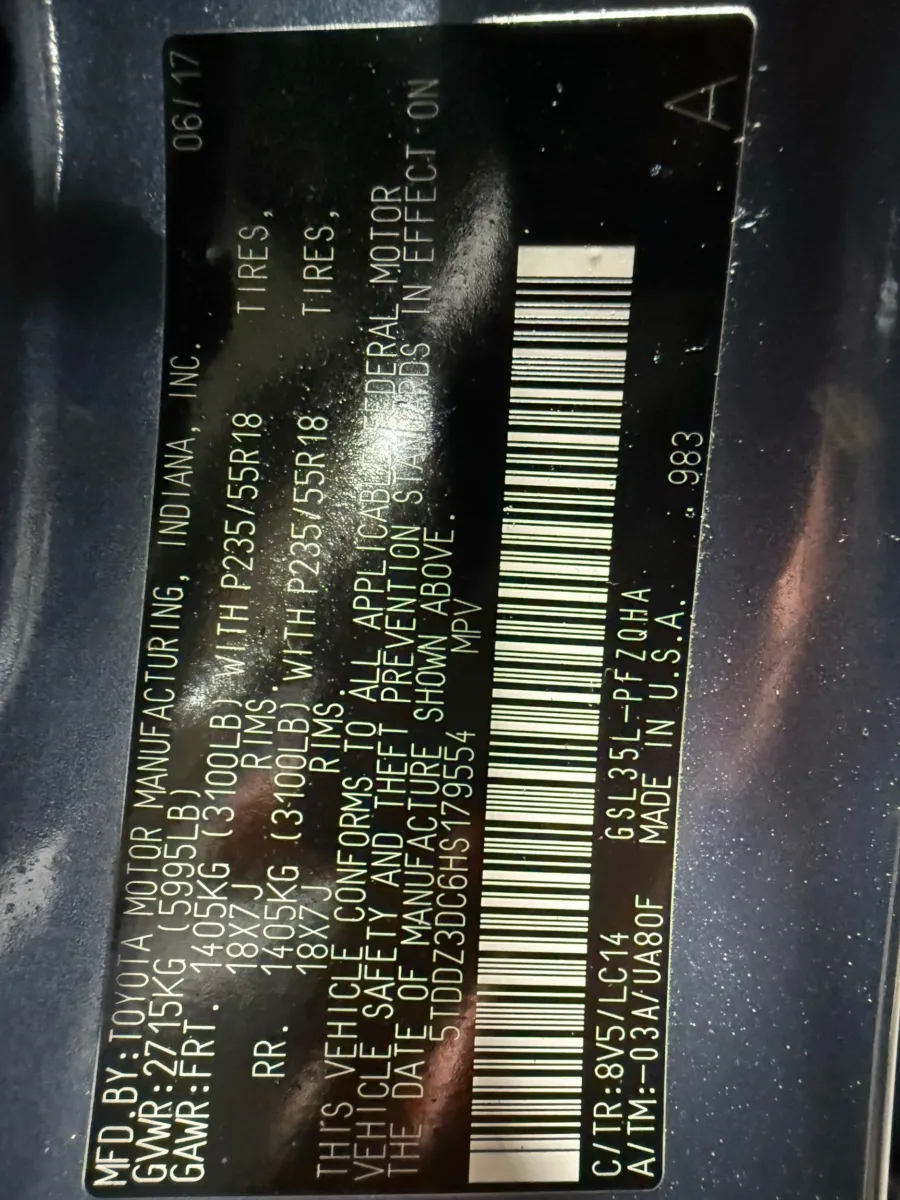 MFD.BY:TOYOTA MOTOR MANUFACTURING, INDIANA, INC. 06/17
GVWR:2715KG (5995LB)
GAWR:FRT. 1405KG (3100LB) WITH P235/55R18 TIRES,
18X7J RIMS.
RR. 1405KG (3100LB) WITH P235/55R18 TIRES,
18X7J RIMS.
THIS VEHICLE CONFORMS TO ALL APPLICABLE FEDERAL MOTOR
VEHICLE SAFETY AND THEFT PREVENTION STANDARDS IN EFFECT ON
THE DATE OF MANUFACTURE SHOWN ABOVE.
5TDDZ3DC6HS179554 MPV
C/TR:8V5/LC14 GSL35L-PFZQHA
A/TM:-03A/UA80F MADE IN U.S.A. 983
A